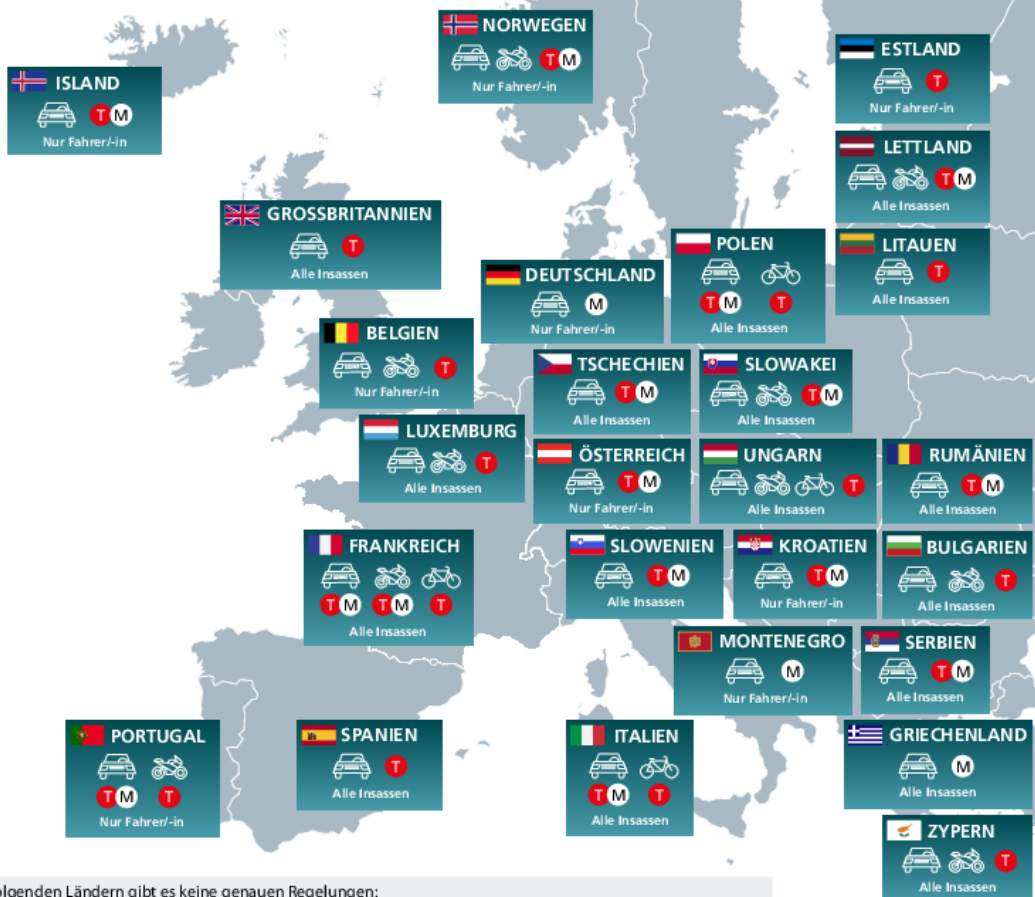 NORWEGEN
T M
Nur Fahrer/-in
ESTLAND
T
Nur Fahrer/-in
ISLAND
T M
Nur Fahrer/-in
LETTLAND
T M
Alle Insassen
GROSSBRITANNIEN
T
Alle Insassen
POLEN
T M T
Alle Insassen
LITAUEN
T
Alle Insassen
DEUTSCHLAND
M
Nur Fahrer/-in
BELGIEN
T
Nur Fahrer/-in
TSCHECHIEN
T M
Alle Insassen
SLOWAKEI
T M
Alle Insassen
LUXEMBURG
T
Alle Insassen
ÖSTERREICH
T M
Nur Fahrer/-in
UNGARN
T
Alle Insassen
RUMÄNIEN
T M
Alle Insassen
FRANKREICH
T M T M T
Alle Insassen
SLOWENIEN
T M
Alle Insassen
KROATIEN
T M
Nur Fahrer/-in
BULGARIEN
T
Alle Insassen
MONTENEGRO
M
Nur Fahrer/-in
SERBIEN
T M
Alle Insassen
PORTUGAL
T M T
Nur Fahrer/-in
SPANIEN
T
Alle Insassen
ITALIEN
T M T
Alle Insassen
GRIECHENLAND
M
Alle Insassen
ZYPERN
T
Alle Insassen
olgenden Ländern gibt es keine genauen Regelungen: